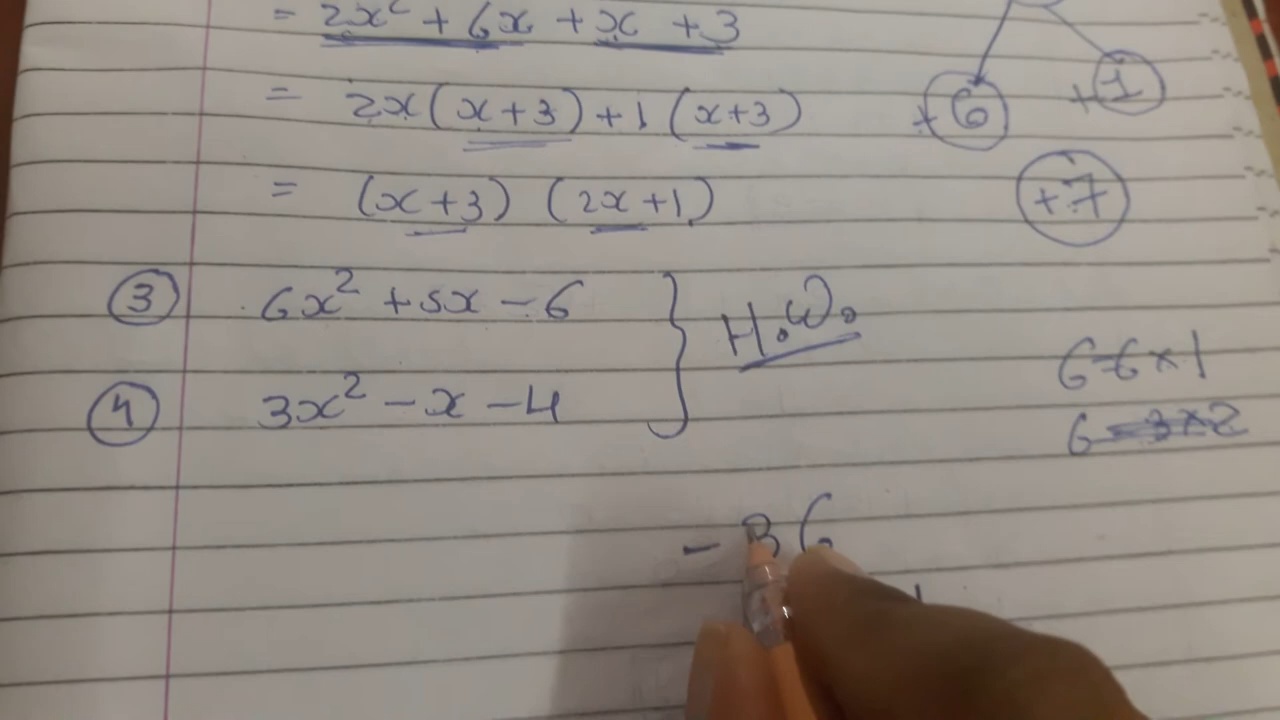 = 2x² + 6x + x + 3
= 2x(x+3) + 1(x+3)
+6 +1
= (x+3) (2x+1)
+7
③ 6x² + 5x - 6
H.W.
④ 3x² - x - 4
6=6×1
6=3×2
-36